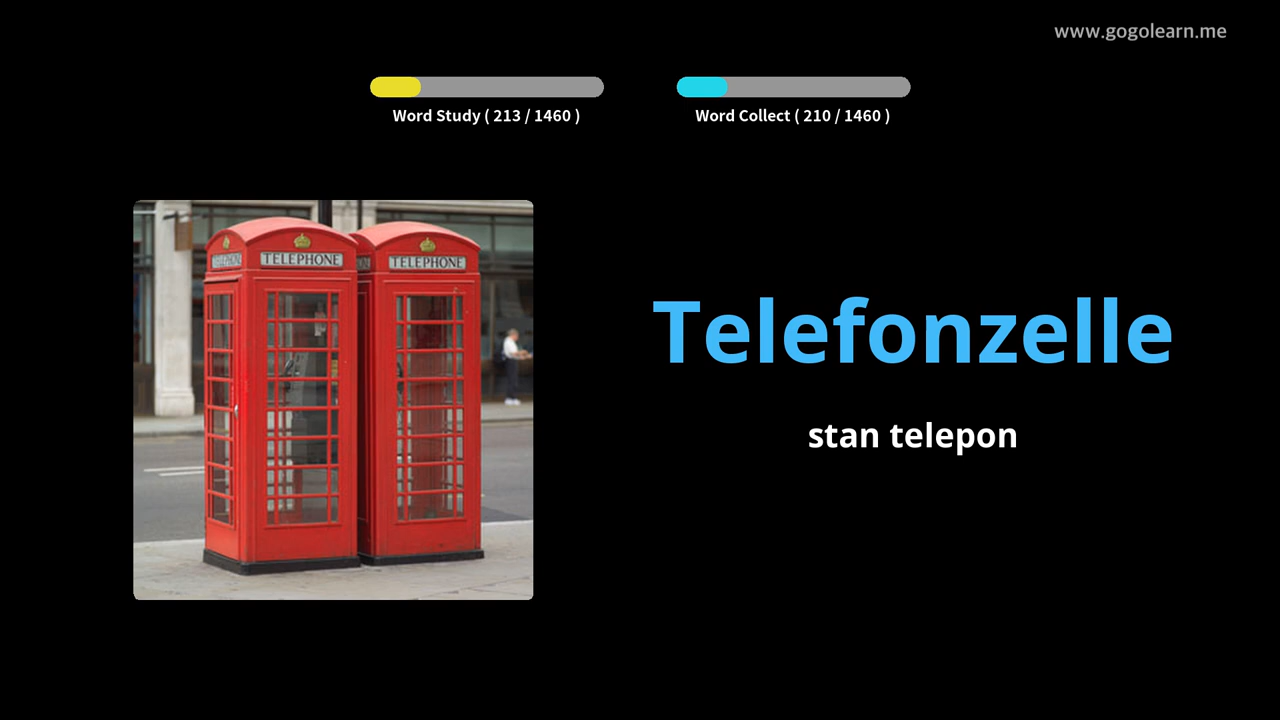 www.gogolearn.me
Word Study ( 213 / 1460 )
Word Collect ( 210 / 1460 )
TELEPHONE
TELEPHONE
Telefonzelle
stan telepon